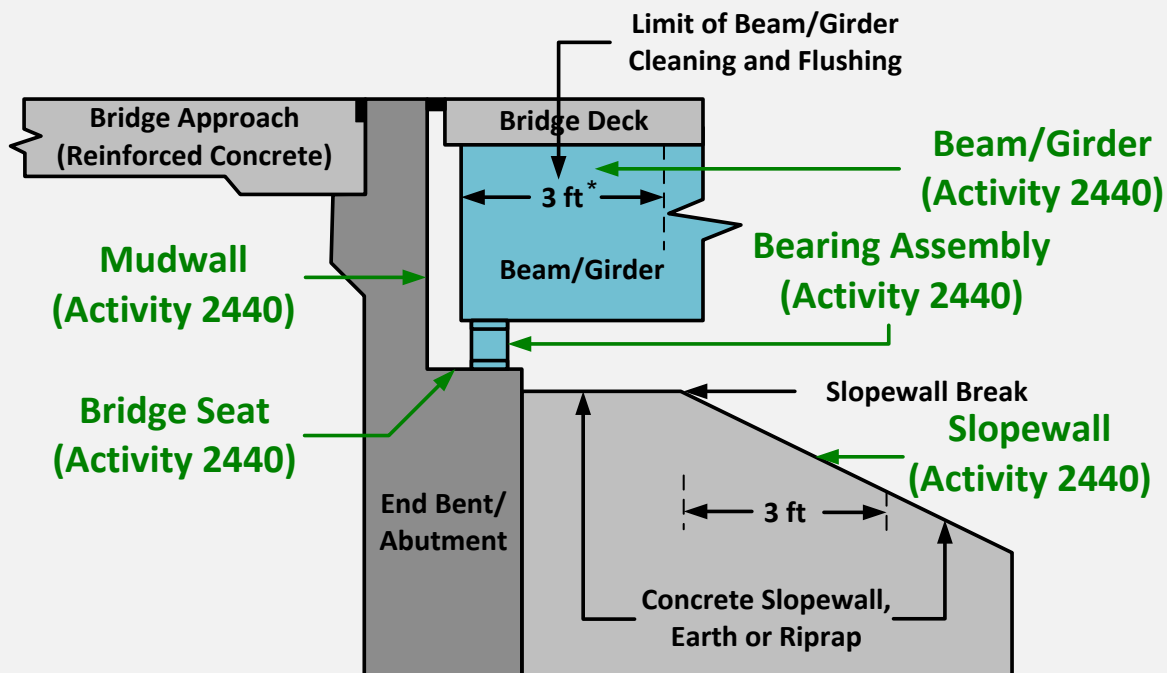 Limit of Beam/Girder
Cleaning and Flushing
Bridge Approach
(Reinforced Concrete)
Bridge Deck
Beam/Girder
(Activity 2440)
3 ft*
Mudwall
(Activity 2440)
Beam/Girder
Bearing Assembly
(Activity 2440)
Bridge Seat
(Activity 2440)
Slopewall Break
Slopewall
(Activity 2440)
End Bent/
Abutment
3 ft
Concrete Slopewall,
Earth or Riprap